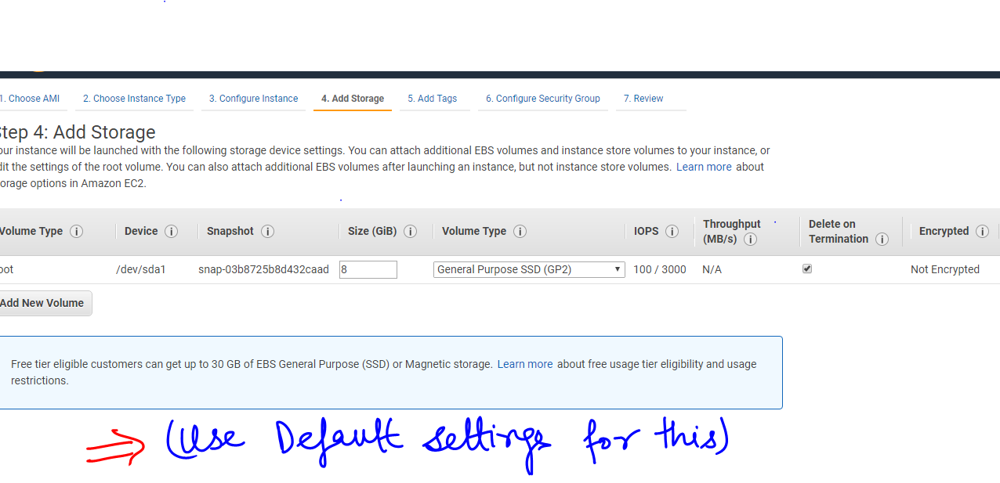 1. Choose AMI 2. Choose Instance Type 3. Configure Instance 4. Add Storage 5. Add Tags 6. Configure Security Group 7. Review
tep 4: Add Storage
our instance will be launched with the following storage device settings. You can attach additional EBS volumes and instance store volumes to your instance, or
dit the settings of the root volume. You can also attach additional EBS volumes after launching an instance, but not instance store volumes. Learn more about
orage options in Amazon EC2.
Volume Type i Device i Snapshot i Size (GiB) i Volume Type i IOPS i Throughput (MB/s) i Delete on Termination i Encrypted i
oot /dev/sda1 snap-03b8725b8d432caad 8 General Purpose SSD (GP2) 100 / 3000 N/A Not Encrypted
Add New Volume
Free tier eligible customers can get up to 30 GB of EBS General Purpose (SSD) or Magnetic storage. Learn more about free usage tier eligibility and usage
restrictions.
(Use Default settings for this)